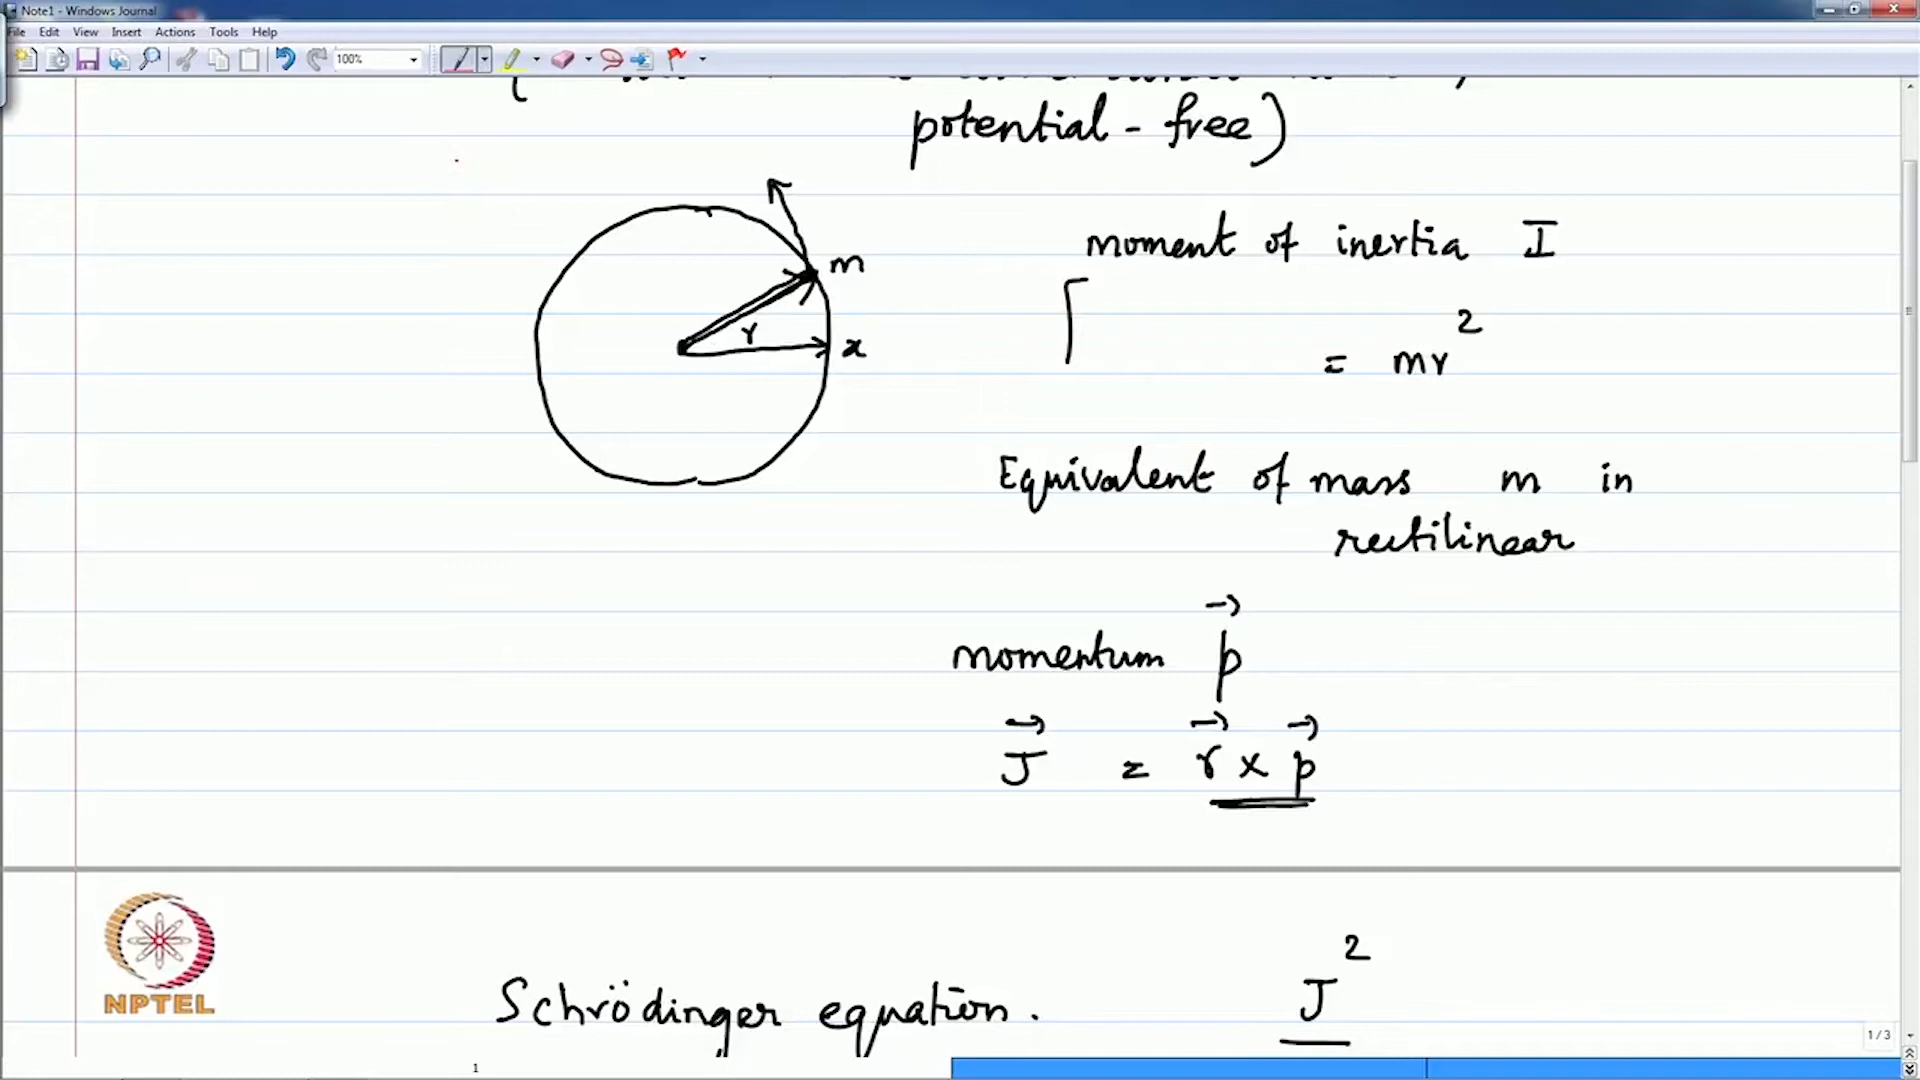 Note1 - Windows Journal
File Edit View Insert Actions Tools Help
100%
potential - free)
m
r
x
moment of inertia I
= mr²
Equivalent of mass m in
rectilinear
momentum p⃗
J⃗ = r⃗ × p⃗
NPTEL
Schrödinger equation.
J²
1 / 3
1